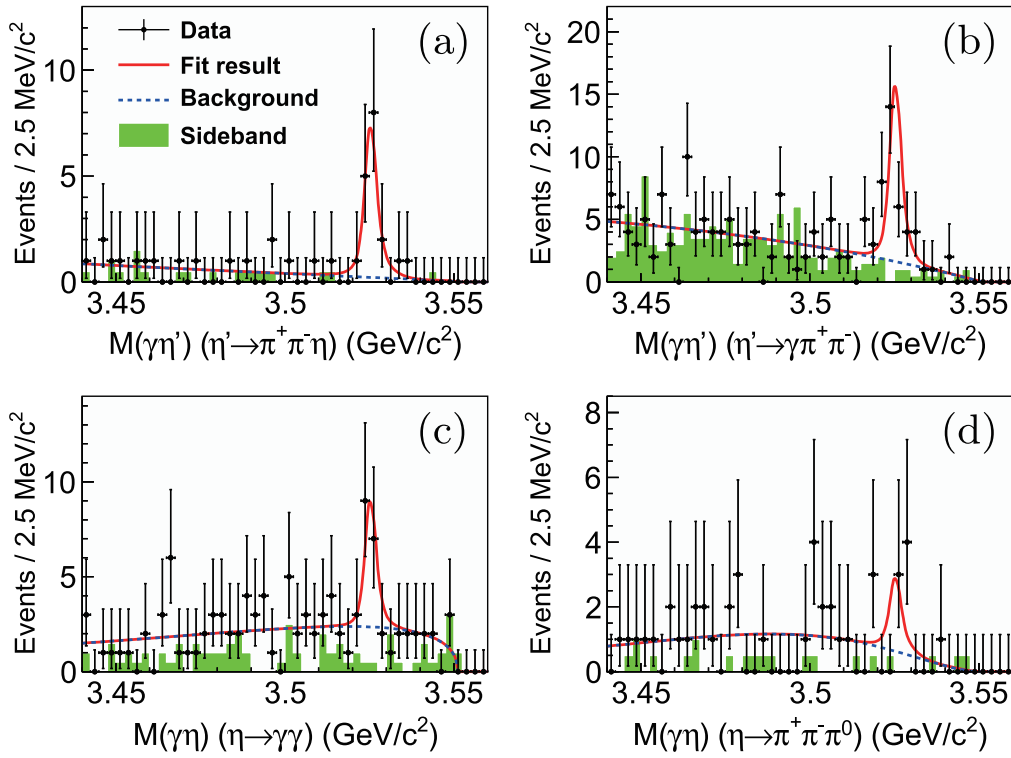 (a)
Data
Fit result
Background
Sideband
Events / 2.5 MeV/c²
10
5
0
3.45 3.5 3.55
M(γη') (η'→π⁺π⁻η) (GeV/c²)
(b)
Events / 2.5 MeV/c²
20
15
10
5
0
3.45 3.5 3.55
M(γη') (η'→γπ⁺π⁻) (GeV/c²)
(c)
Events / 2.5 MeV/c²
10
5
0
3.45 3.5 3.55
M(γη) (η→γγ) (GeV/c²)
(d)
Events / 2.5 MeV/c²
8
6
4
2
0
3.45 3.5 3.55
M(γη) (η→π⁺π⁻π⁰) (GeV/c²)